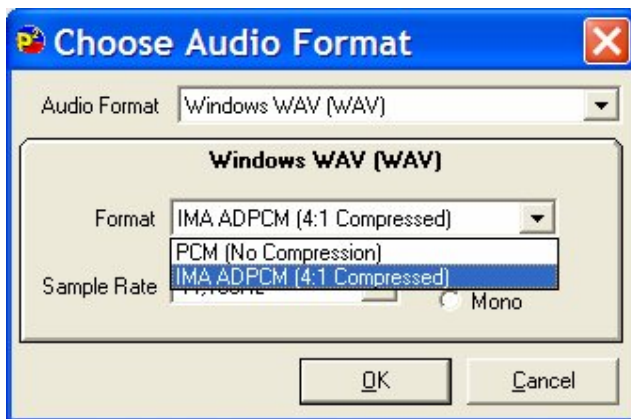 Choose Audio Format
Audio Format Windows WAV (WAV)
Windows WAV (WAV)
Format IMA ADPCM (4:1 Compressed)
PCM (No Compression)
IMA ADPCM (4:1 Compressed)
Sample Rate
Mono
OK Cancel